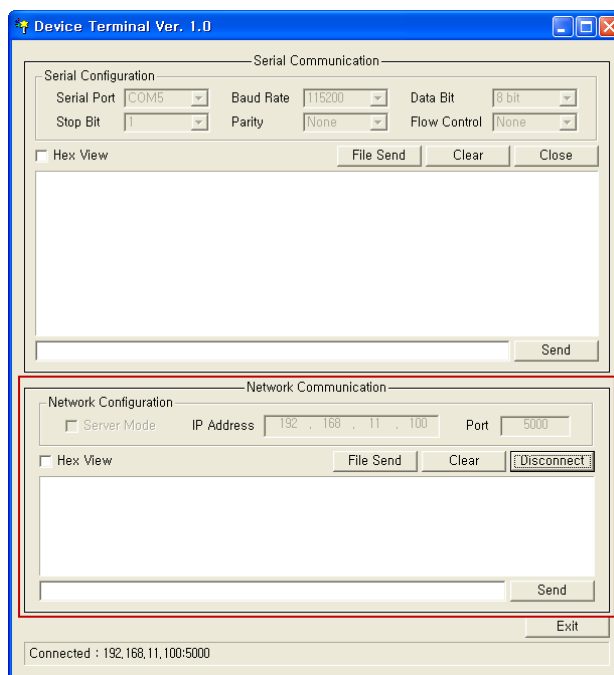 Device Terminal Ver. 1.0
Serial Communication
Serial Configuration
Serial Port COM5 Baud Rate 115200 Data Bit 8 bit
Stop Bit 1 Parity None Flow Control None
Hex View File Send Clear Close
Send
Network Communication
Network Configuration
Server Mode IP Address 192 . 168 . 11 . 100 Port 5000
Hex View File Send Clear Disconnect
Send
Exit
Connected : 192,168,11,100:5000